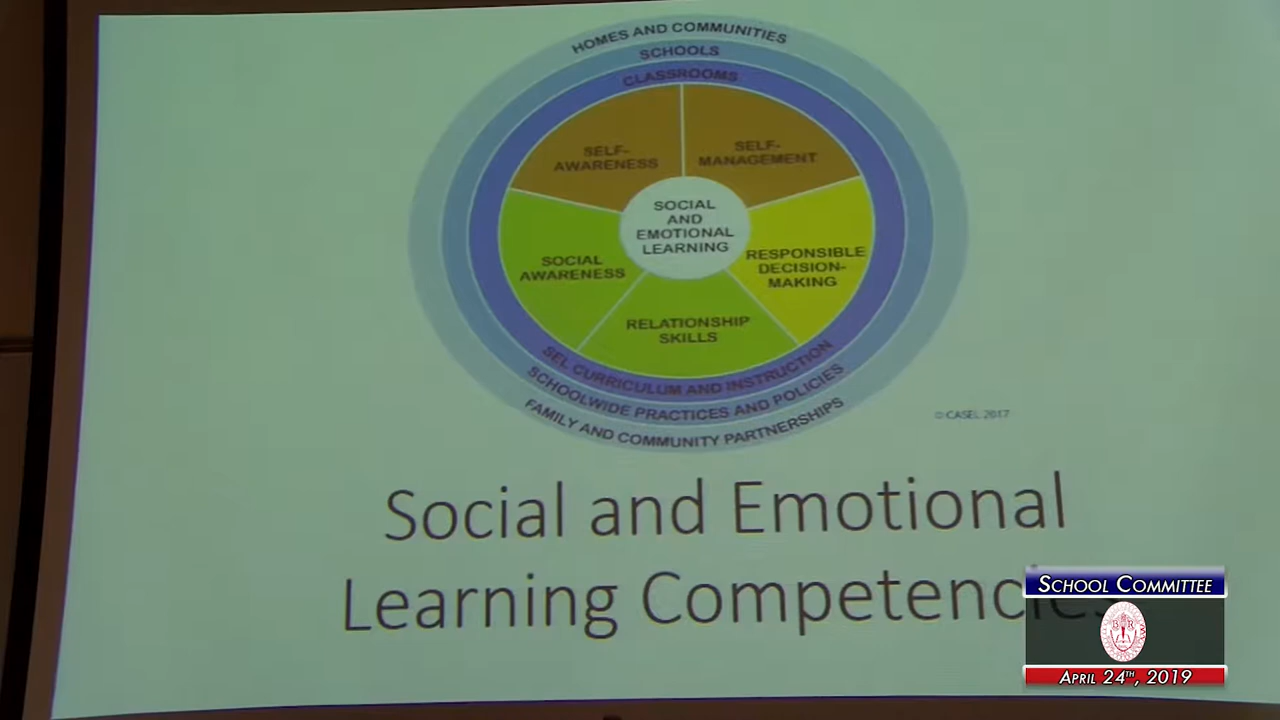 HOMES AND COMMUNITIES
SCHOOLS
CLASSROOMS
SELF-
AWARENESS
SELF-
MANAGEMENT
SOCIAL
AND
EMOTIONAL
LEARNING
SOCIAL
AWARENESS
RESPONSIBLE
DECISION-
MAKING
RELATIONSHIP
SKILLS
SEL CURRICULUM AND INSTRUCTION
SCHOOLWIDE PRACTICES AND POLICIES
FAMILY AND COMMUNITY PARTNERSHIPS
© CASEL 2017
Social and Emotional
Learning Competencies
SCHOOL COMMITTEE
B R
APRIL 24TH, 2019